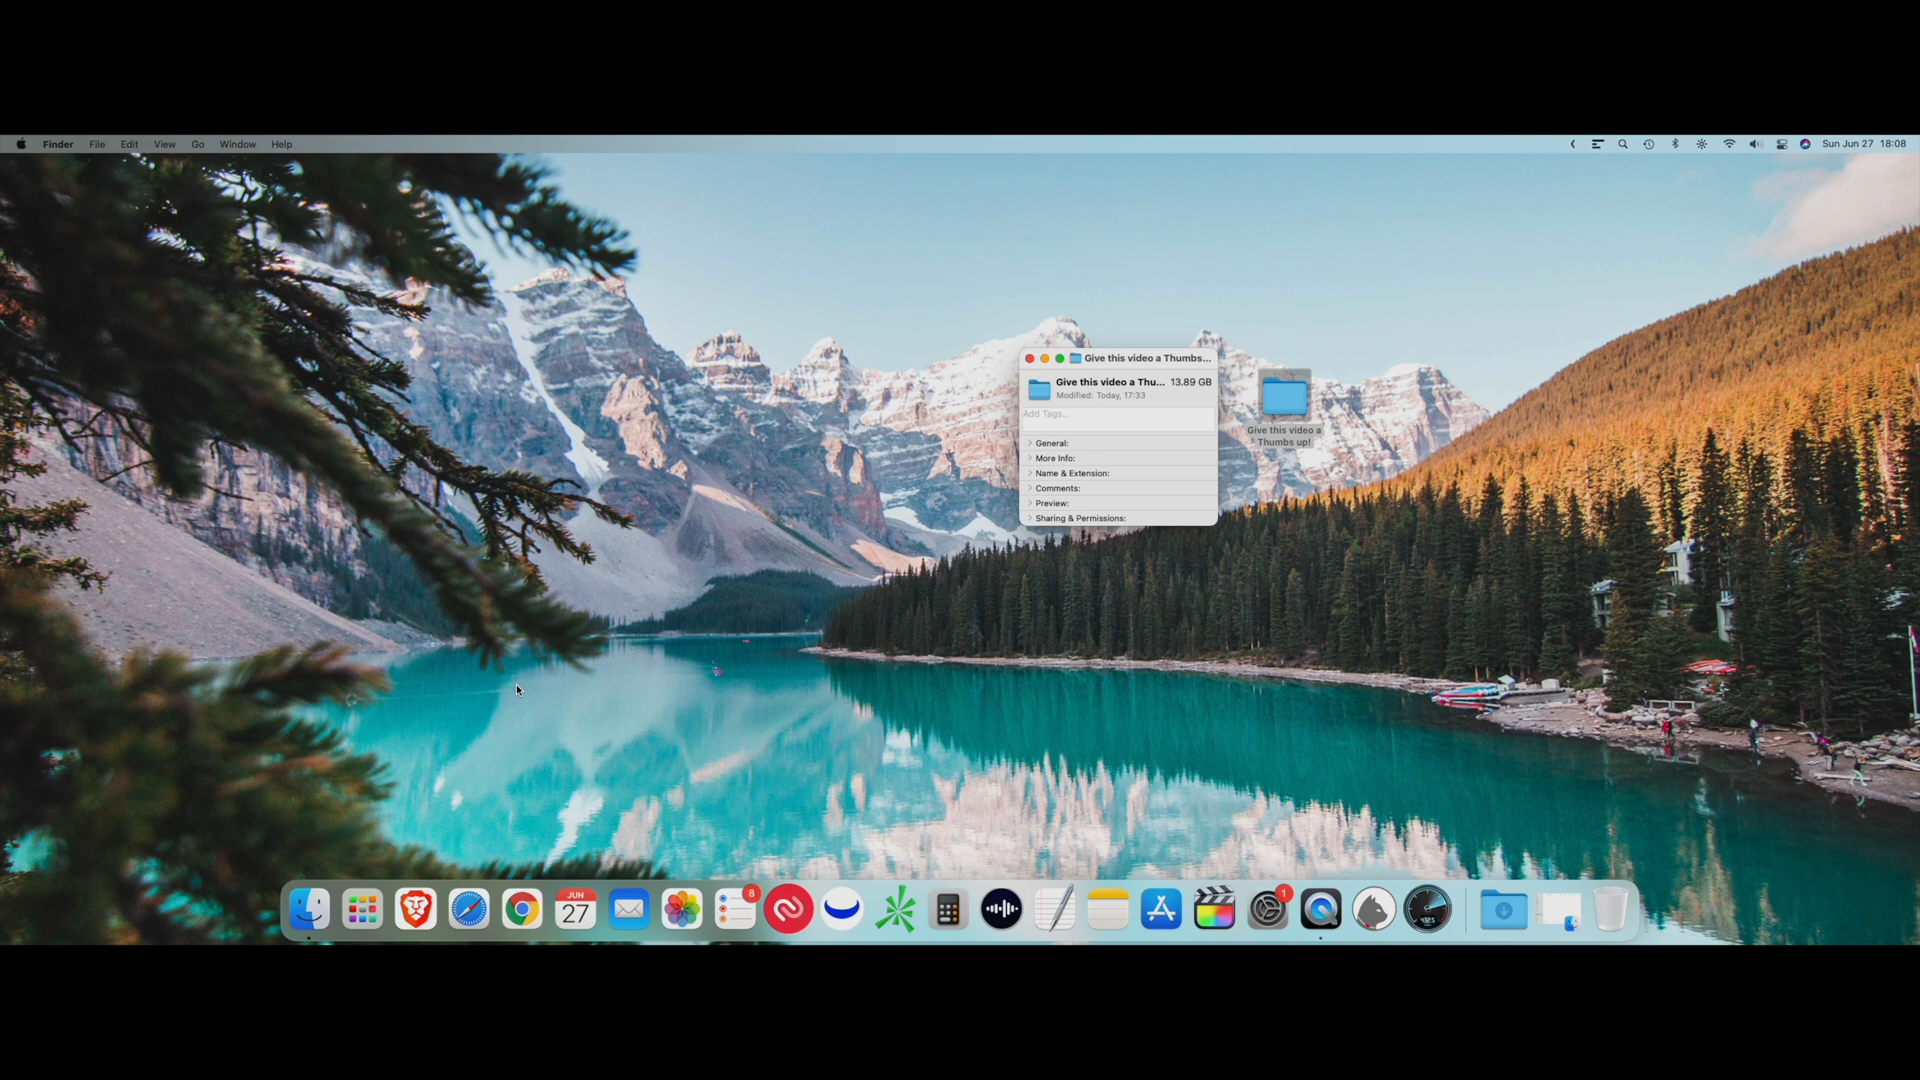 Finder File Edit View Go Window Help
Sun Jun 27 18:08
Give this video a Thumbs...
Give this video a Thu... 13.89 GB
Modified: Today, 17:33
Add Tags...
General:
More Info:
Name & Extension:
Comments:
Preview:
Sharing & Permissions:
Give this video a
Thumbs up!
JUN
27
8
1